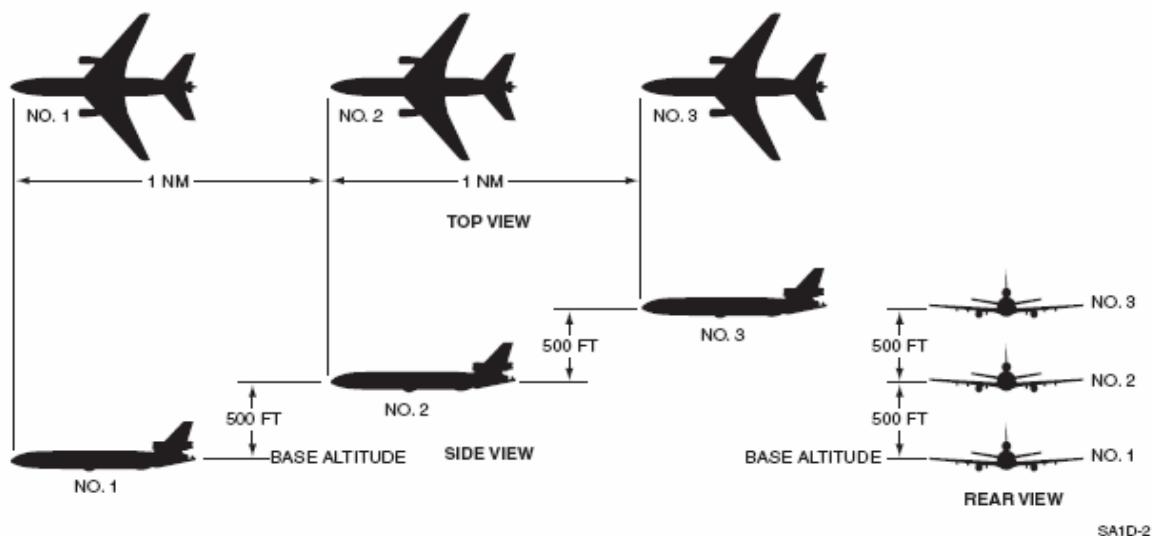 NO. 1
NO. 2
NO. 3
1 NM
1 NM
TOP VIEW
NO. 3
NO. 3
500 FT
500 FT
NO. 2
NO. 2
500 FT
500 FT
BASE ALTITUDE
SIDE VIEW
BASE ALTITUDE
NO. 1
NO. 1
REAR VIEW
SA1D-2